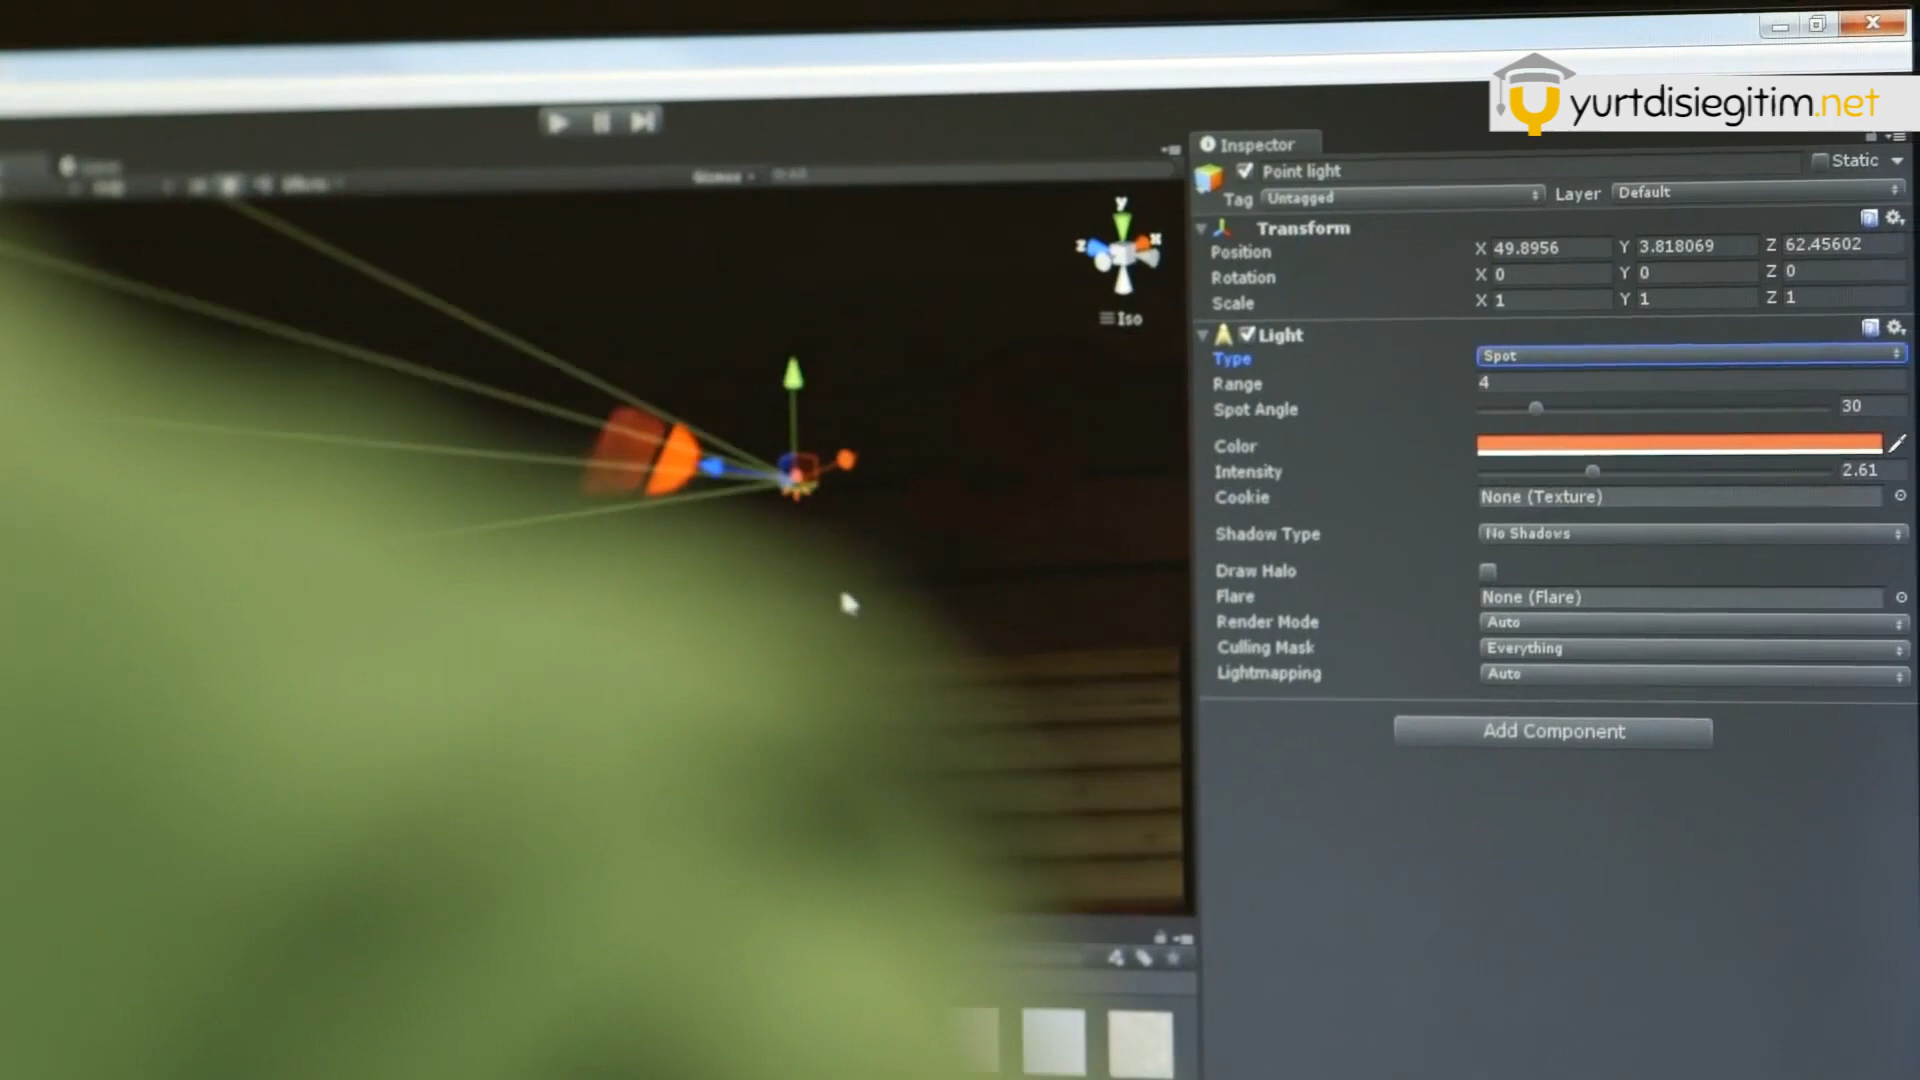 yurtdisiegitim.net
Inspector
Point light
Static
Tag Untagged Layer Default
Transform
Position X 49.8956 Y 3.818069 Z 62.45602
Rotation X 0 Y 0 Z 0
Scale X 1 Y 1 Z 1
y
z x
Iso
Gizmos
Light
Type Spot
Range 4
Spot Angle 30
Color
Intensity 2.61
Cookie None (Texture)
Shadow Type No Shadows
Draw Halo
Flare None (Flare)
Render Mode Auto
Culling Mask Everything
Lightmapping Auto
Add Component